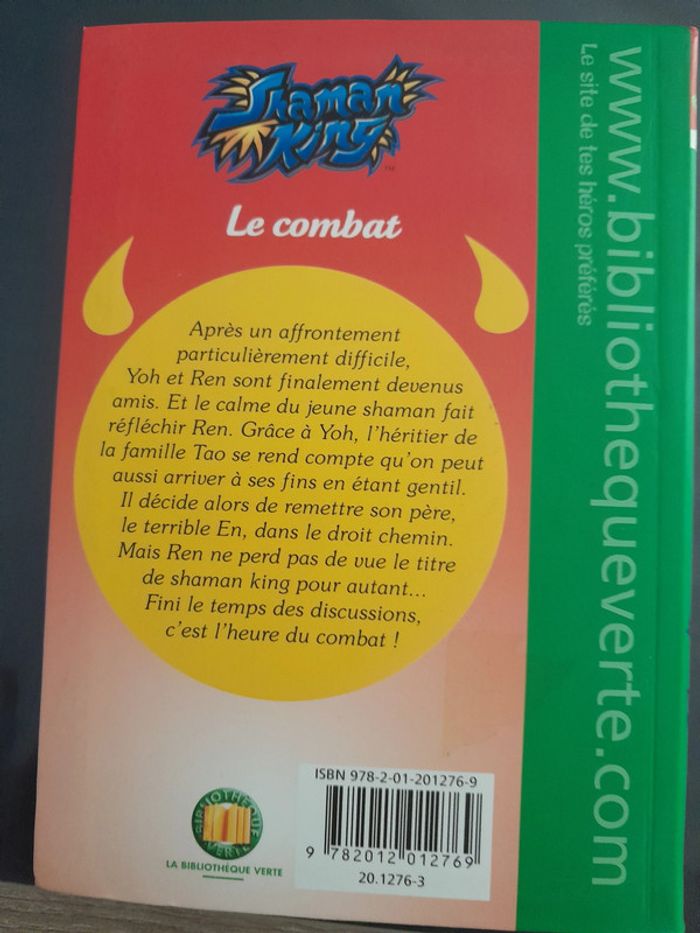 Shaman
King
TM
Le combat
Après un affrontement
particulièrement difficile,
Yoh et Ren sont finalement devenus
amis. Et le calme du jeune shaman fait
réfléchir Ren. Grâce à Yoh, l'héritier de
la famille Tao se rend compte qu'on peut
aussi arriver à ses fins en étant gentil.
Il décide alors de remettre son père,
le terrible En, dans le droit chemin.
Mais Ren ne perd pas de vue le titre
de shaman king pour autant...
Fini le temps des discussions,
c'est l'heure du combat !
www.bibliothequeverte.com
Le site de tes héros préférés
BIBLIOTHEQUE
VERTE
LA BIBLIOTHÈQUE VERTE
ISBN 978-2-01-201276-9
9 782012 012769
20.1276-3